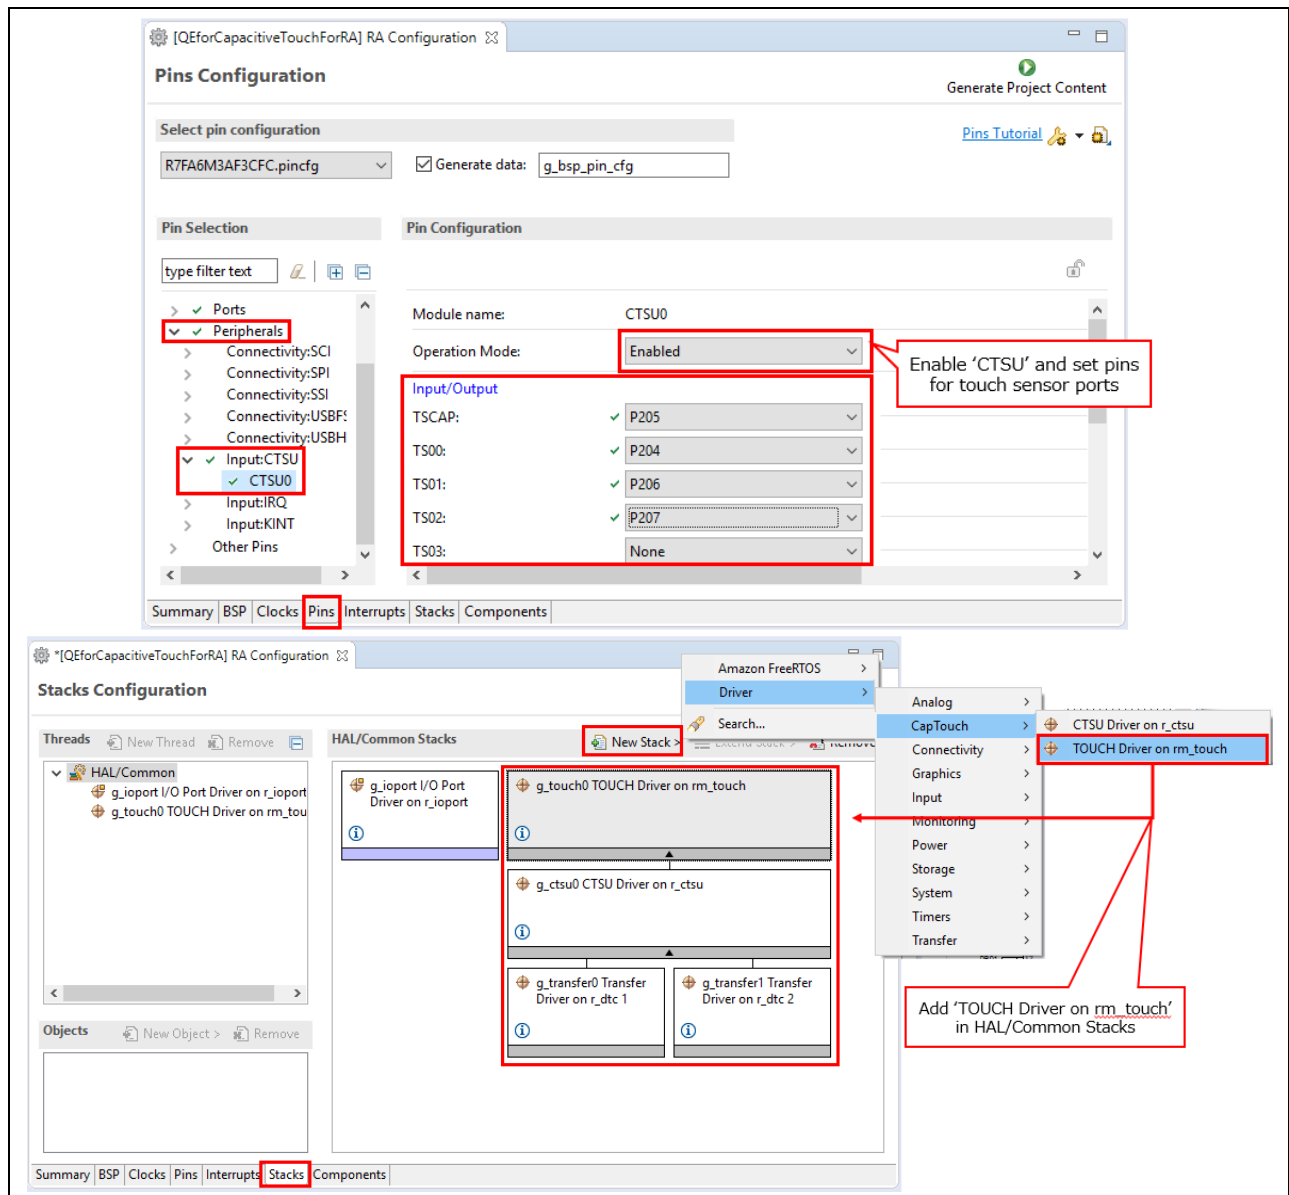 [QEforCapacitiveTouchForRA] RA Configuration
Pins Configuration
Generate Project Content
Select pin configuration
Pins Tutorial
R7FA6M3AF3CFC.pincfg
Generate data:
g_bsp_pin_cfg
Pin Selection
Pin Configuration
type filter text
Ports
Peripherals
Connectivity:SCI
Connectivity:SPI
Connectivity:SSI
Connectivity:USBFS
Connectivity:USBH
Input:CTSU
CTSU0
Input:IRQ
Input:KINT
Other Pins
Module name:
CTSU0
Operation Mode:
Enabled
Input/Output
TSCAP:
P205
TS00:
P204
TS01:
P206
TS02:
P207
TS03:
None
Enable ‘CTSU’ and set pins
for touch sensor ports
Summary BSP Clocks Pins Interrupts Stacks Components
*[QEforCapacitiveTouchForRA] RA Configuration
Stacks Configuration
Threads
New Thread
Remove
HAL/Common
g_ioport I/O Port Driver on r_ioport
g_touch0 TOUCH Driver on rm_tou
Objects
New Object >
Remove
HAL/Common Stacks
New Stack >
Extend Stack >
Remove
g_ioport I/O Port
Driver on r_ioport
g_touch0 TOUCH Driver on rm_touch
g_ctsu0 CTSU Driver on r_ctsu
g_transfer0 Transfer
Driver on r_dtc 1
g_transfer1 Transfer
Driver on r_dtc 2
Amazon FreeRTOS
Driver
Search...
Analog
CapTouch
Connectivity
Graphics
Input
Monitoring
Power
Storage
System
Timers
Transfer
CTSU Driver on r_ctsu
TOUCH Driver on rm_touch
Add ‘TOUCH Driver on rm_touch’
in HAL/Common Stacks
Summary BSP Clocks Pins Interrupts Stacks Components